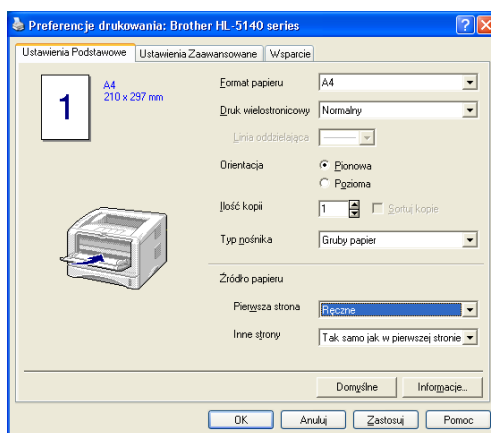 Preferencje drukowania: Brother HL-5140 series
Ustawienia Podstawowe Ustawienia Zaawansowane Wsparcie
1
A4
210 x 297 mm
Format papieru A4
Druk wielostronicowy Normalny
Linia oddzielająca
Orientacja Pionowa
Pozioma
Ilość kopii 1 Sortuj kopie
Typ nośnika Gruby papier
Źródło papieru
Pierwsza strona Ręczne
Inne strony Tak samo jak w pierwszej stronie
Domyślne Informacje...
OK Anuluj Zastosuj Pomoc